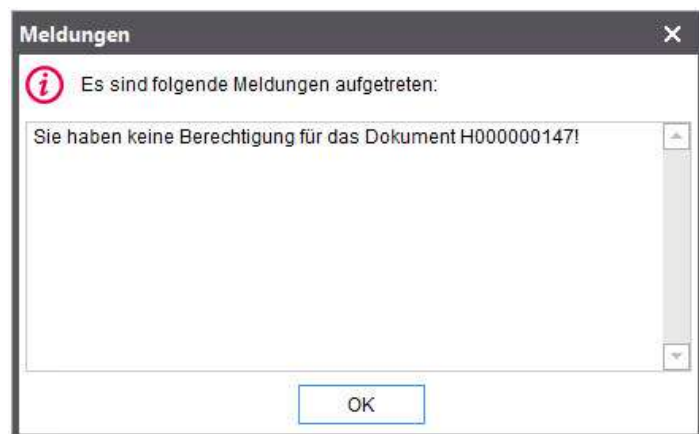 Meldungen
Es sind folgende Meldungen aufgetreten:
Sie haben keine Berechtigung für das Dokument H000000147!
OK